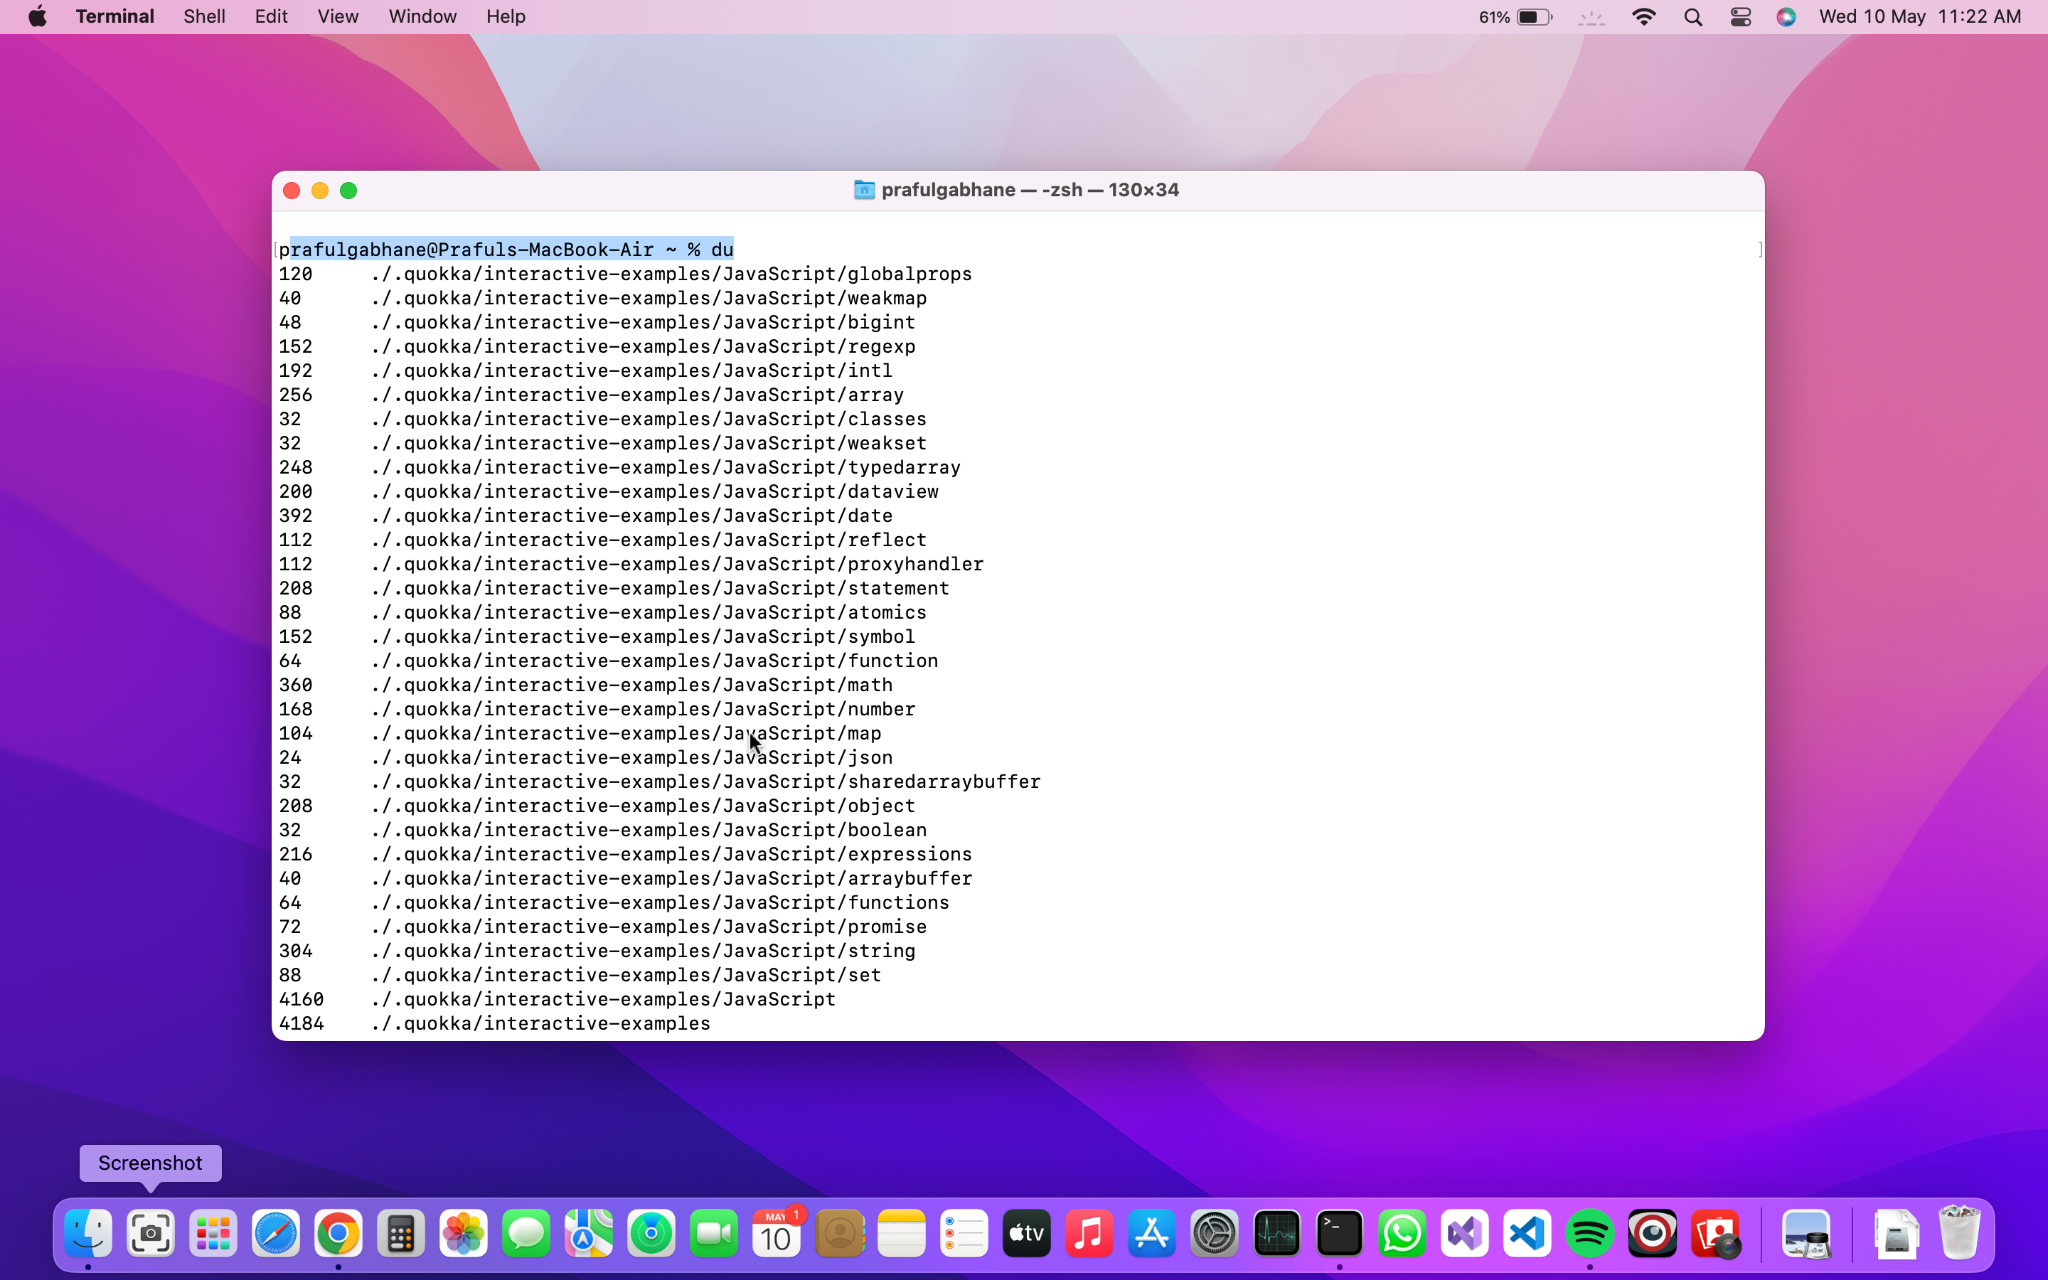 Terminal Shell Edit View Window Help 61% Wed 10 May 11:22 AM
prafulgabhane — -zsh — 130×34
[prafulgabhane@Prafuls-MacBook-Air ~ % du ]
120 ./.quokka/interactive-examples/JavaScript/globalprops
40 ./.quokka/interactive-examples/JavaScript/weakmap
48 ./.quokka/interactive-examples/JavaScript/bigint
152 ./.quokka/interactive-examples/JavaScript/regexp
192 ./.quokka/interactive-examples/JavaScript/intl
256 ./.quokka/interactive-examples/JavaScript/array
32 ./.quokka/interactive-examples/JavaScript/classes
32 ./.quokka/interactive-examples/JavaScript/weakset
248 ./.quokka/interactive-examples/JavaScript/typedarray
200 ./.quokka/interactive-examples/JavaScript/dataview
392 ./.quokka/interactive-examples/JavaScript/date
112 ./.quokka/interactive-examples/JavaScript/reflect
112 ./.quokka/interactive-examples/JavaScript/proxyhandler
208 ./.quokka/interactive-examples/JavaScript/statement
88 ./.quokka/interactive-examples/JavaScript/atomics
152 ./.quokka/interactive-examples/JavaScript/symbol
64 ./.quokka/interactive-examples/JavaScript/function
360 ./.quokka/interactive-examples/JavaScript/math
168 ./.quokka/interactive-examples/JavaScript/number
104 ./.quokka/interactive-examples/JavaScript/map
24 ./.quokka/interactive-examples/JavaScript/json
32 ./.quokka/interactive-examples/JavaScript/sharedarraybuffer
208 ./.quokka/interactive-examples/JavaScript/object
32 ./.quokka/interactive-examples/JavaScript/boolean
216 ./.quokka/interactive-examples/JavaScript/expressions
40 ./.quokka/interactive-examples/JavaScript/arraybuffer
64 ./.quokka/interactive-examples/JavaScript/functions
72 ./.quokka/interactive-examples/JavaScript/promise
304 ./.quokka/interactive-examples/JavaScript/string
88 ./.quokka/interactive-examples/JavaScript/set
4160 ./.quokka/interactive-examples/JavaScript
4184 ./.quokka/interactive-examples
Screenshot
MAY 1
10
tv
>_